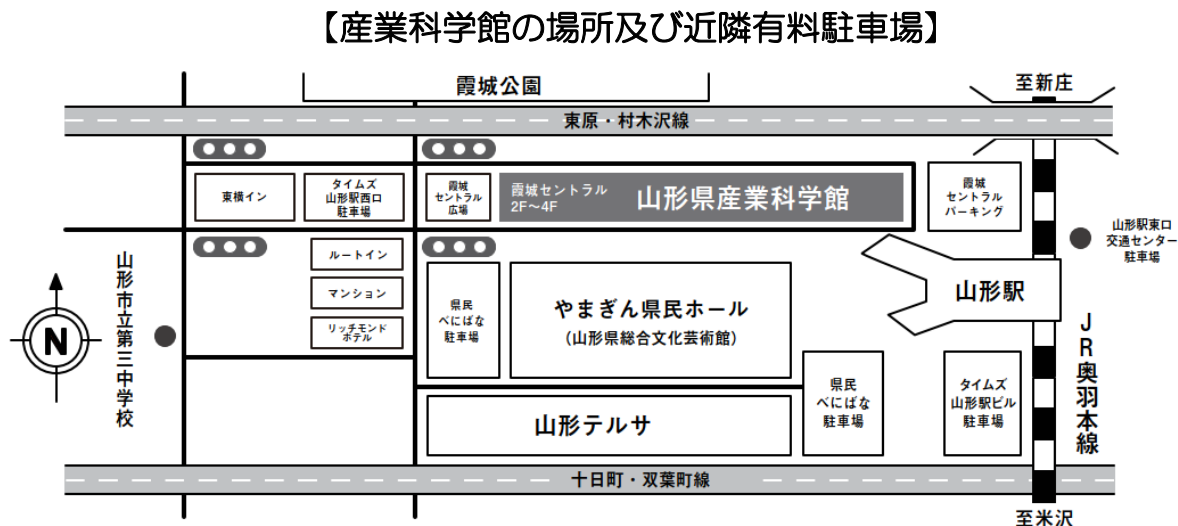 【産業科学館の場所及び近隣有料駐車場】
霞城公園
至新庄
東原・村木沢線
東横イン
タイムズ
山形駅西口
駐車場
霞城
セントラル
広場
霞城セントラル
2F〜4F
山形県産業科学館
霞城
セントラル
パーキング
山形駅東口
交通センター
駐車場
山形市立第三中学校
N
ルートイン
マンション
リッチモンド
ホテル
県民
べにばな
駐車場
やまぎん県民ホール
(山形県総合文化芸術館)
山形駅
JR奥羽本線
山形テルサ
県民
べにばな
駐車場
タイムズ
山形駅ビル
駐車場
十日町・双葉町線
至米沢